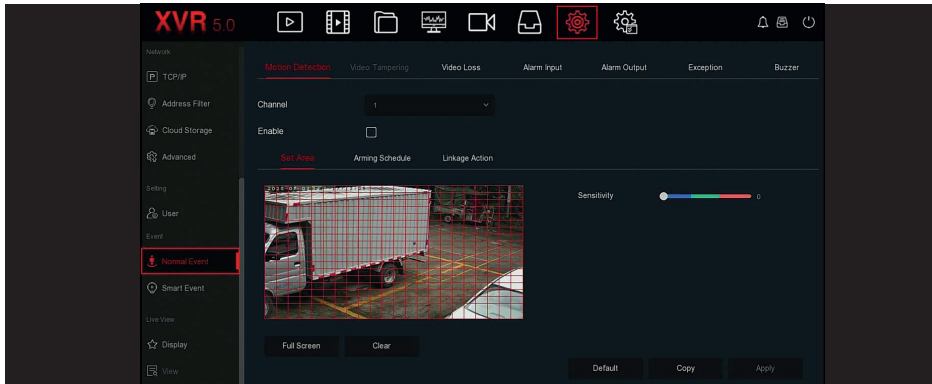 XVR 5.0
Network
Motion Detection Video Tampering Video Loss Alarm Input Alarm Output Exception Buzzer
P TCP/IP
Address Filter
Channel 1
Cloud Storage
Enable
Advanced
Set Area Arming Schedule Linkage Action
Setting
Sensitivity 0
User
Event
Normal Event
Smart Event
Live View
Display
Full Screen Clear
View
Default Copy Apply